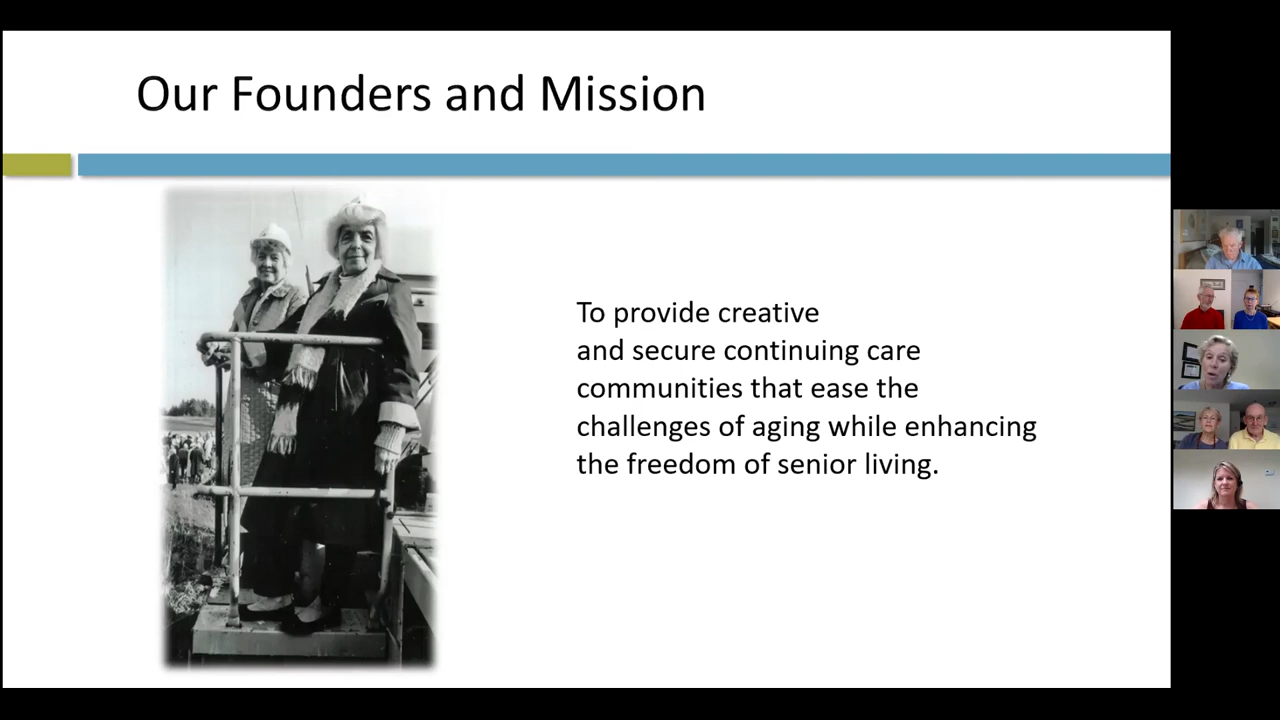 Our Founders and Mission
To provide creative
and secure continuing care
communities that ease the
challenges of aging while enhancing
the freedom of senior living.